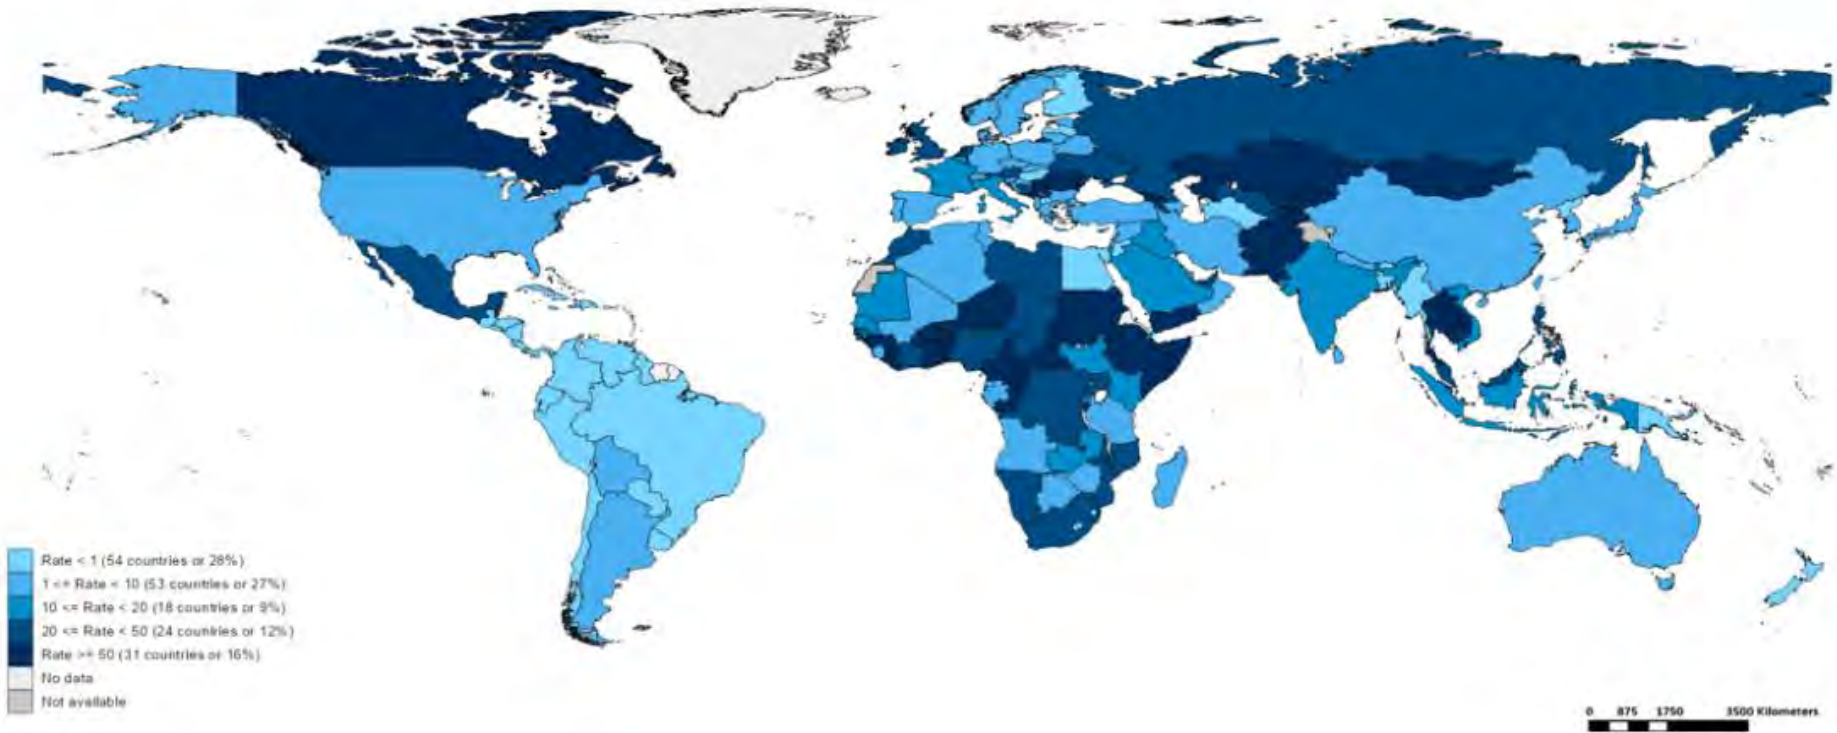 Rate < 1 (54 countries or 28%)
1 <= Rate < 10 (53 countries or 27%)
10 <= Rate < 20 (18 countries or 9%)
20 <= Rate < 50 (24 countries or 12%)
Rate >= 50 (31 countries or 16%)
No data
Not available
0 875 1750 3500 Kilometers